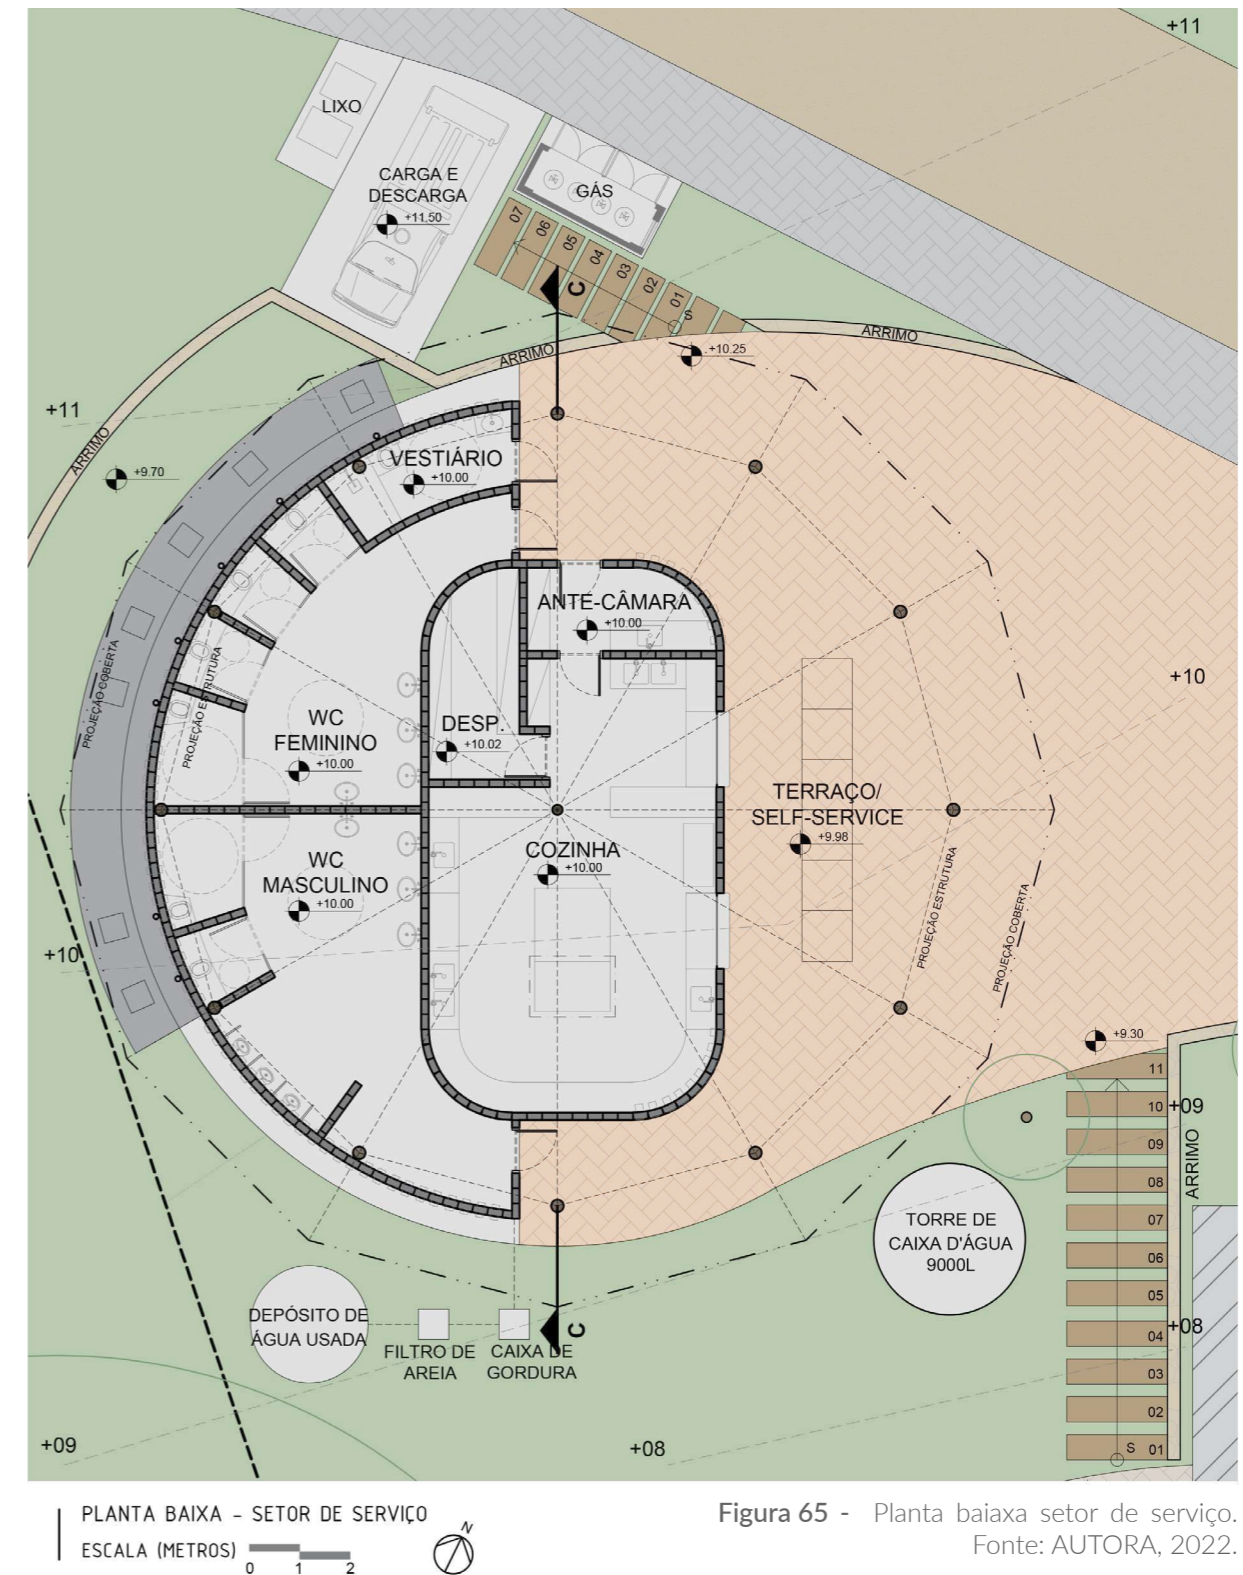 +11
LIXO
CARGA E
DESCARGA
+11.50
GÁS
07
06
05
04
03
02
01
S
C
ARRIMO
ARRIMO
+10.25
+11
ARRIMO
+9.70
VESTIÁRIO
+10.00
ANTE-CÂMARA
+10.00
PROJEÇÃO COBERTA
PROJEÇÃO ESTRUTURA
+10
WC
FEMININO
+10.00
DESP.
+10.02
TERRAÇO/
SELF-SERVICE
+9.98
COZINHA
+10.00
WC
MASCULINO
+10.00
PROJEÇÃO ESTRUTURA
PROJEÇÃO COBERTA
+10
+9.30
11
10
+09
09
ARRIMO
08
07
06
05
+08
04
03
02
S 01
TORRE DE
CAIXA D'ÁGUA
9000L
DEPÓSITO DE
ÁGUA USADA
FILTRO DE
AREIA
CAIXA DE
GORDURA
C
+09
+08
PLANTA BAIXA - SETOR DE SERVIÇO
ESCALA (METROS)
0 1 2
N
Figura 65 - Planta baiaxa setor de serviço.
Fonte: AUTORA, 2022.